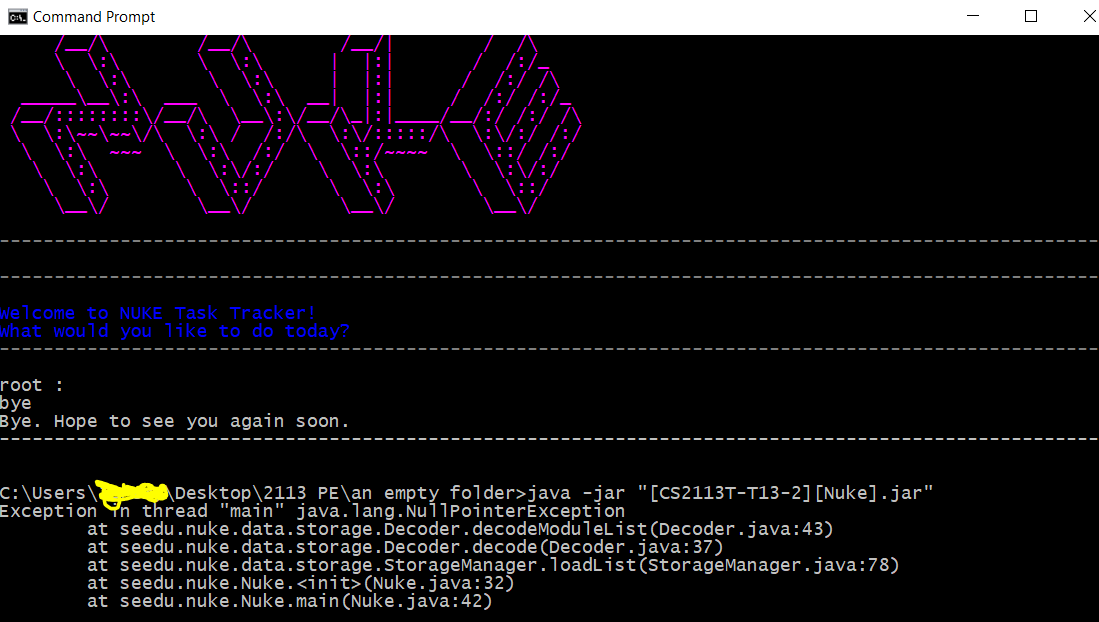 Command Prompt
Welcome to NUKE Task Tracker!
What would you like to do today?
root :
bye
Bye. Hope to see you again soon.
C:\Users\ \Desktop\2113 PE\an empty folder>java -jar "[CS2113T-T13-2][Nuke].jar"
Exception in thread "main" java.lang.NullPointerException
at seedu.nuke.data.storage.Decoder.decodeModuleList(Decoder.java:43)
at seedu.nuke.data.storage.Decoder.decode(Decoder.java:37)
at seedu.nuke.data.storage.StorageManager.loadList(StorageManager.java:78)
at seedu.nuke.Nuke.<init>(Nuke.java:32)
at seedu.nuke.Nuke.main(Nuke.java:42)